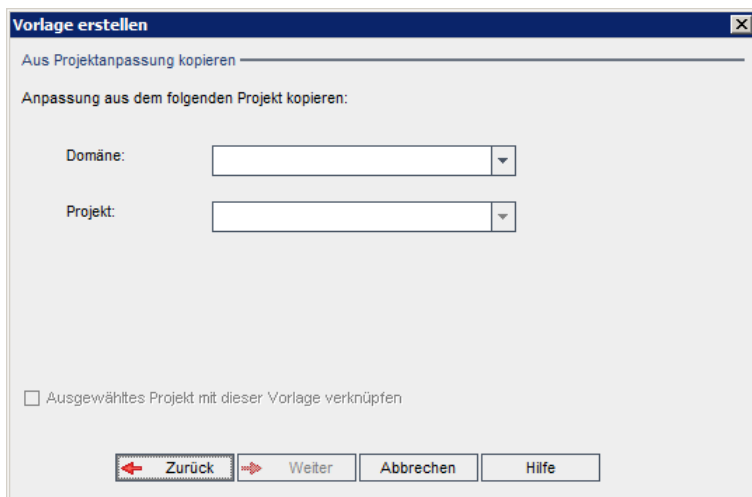 Vorlage erstellen
Aus Projektanpassung kopieren
Anpassung aus dem folgenden Projekt kopieren:
Domäne:
Projekt:
Ausgewähltes Projekt mit dieser Vorlage verknüpfen
Zurück Weiter Abbrechen Hilfe